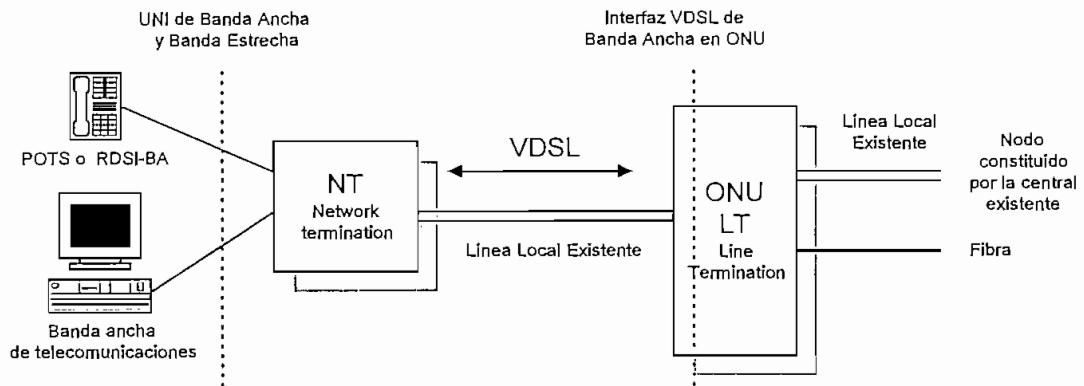 UNI de Banda Ancha
y Banda Estrecha
Interfaz VDSL de
Banda Ancha en ONU
POTS o RDSI-BA
Banda ancha
de telecomunicaciones
NT
Network
termination
VDSL
Línea Local Existente
ONU
LT
Line
Termination
Línea Local
Existente
Nodo
constituido
por la central
existente
Fibra